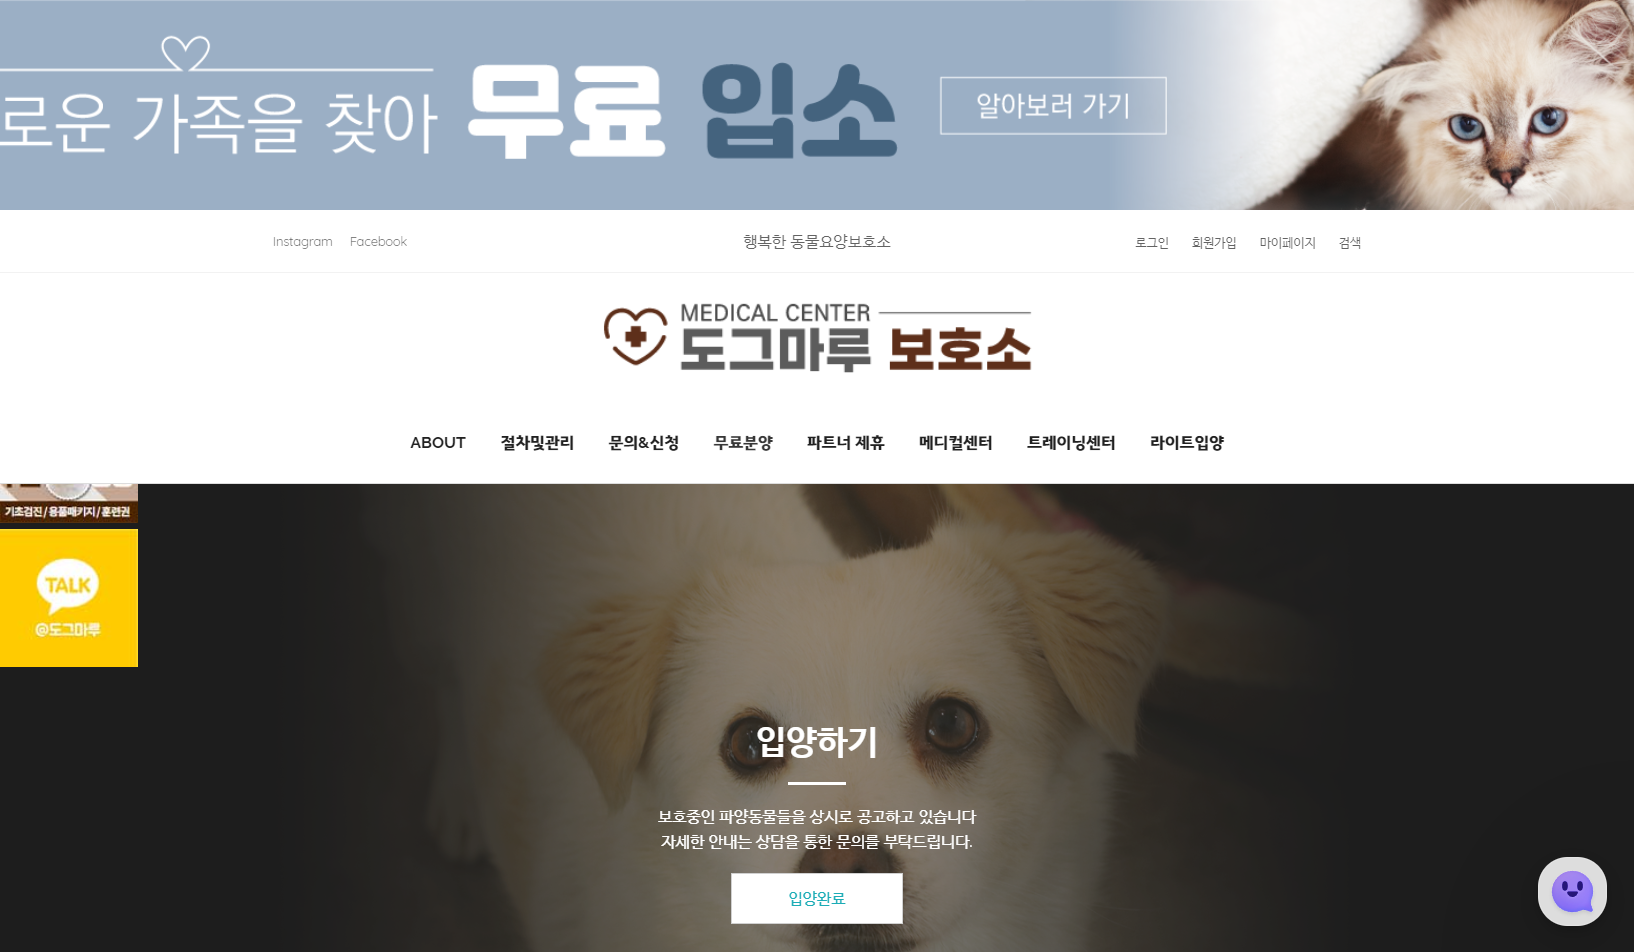 로운 가족을 찾아 무료 입소
알아보러 가기
Instagram Facebook
행복한 동물요양보호소
로그인 회원가입 마이페이지 검색
MEDICAL CENTER
도그마루 보호소
ABOUT 절차및관리 문의&신청 무료분양 파트너 제휴 메디컬센터 트레이닝센터 라이트입양
기초검진 / 용품패키지 / 훈련권
TALK
@도그마루
입양하기
보호중인 파양동물들을 상시로 공고하고 있습니다
자세한 안내는 상담을 통한 문의를 부탁드립니다.
입양완료